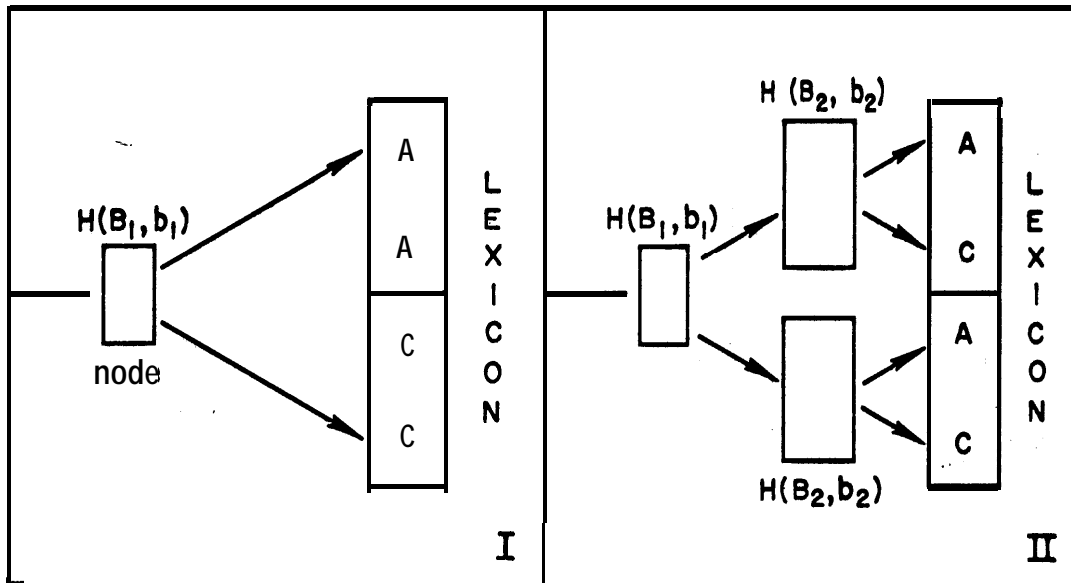 H(B₁, b₁)
node
A
A
C
C
LEXICON
I
H(B₁, b₁)
H (B₂, b₂)
H(B₂, b₂)
A
C
A
C
LEXICON
II